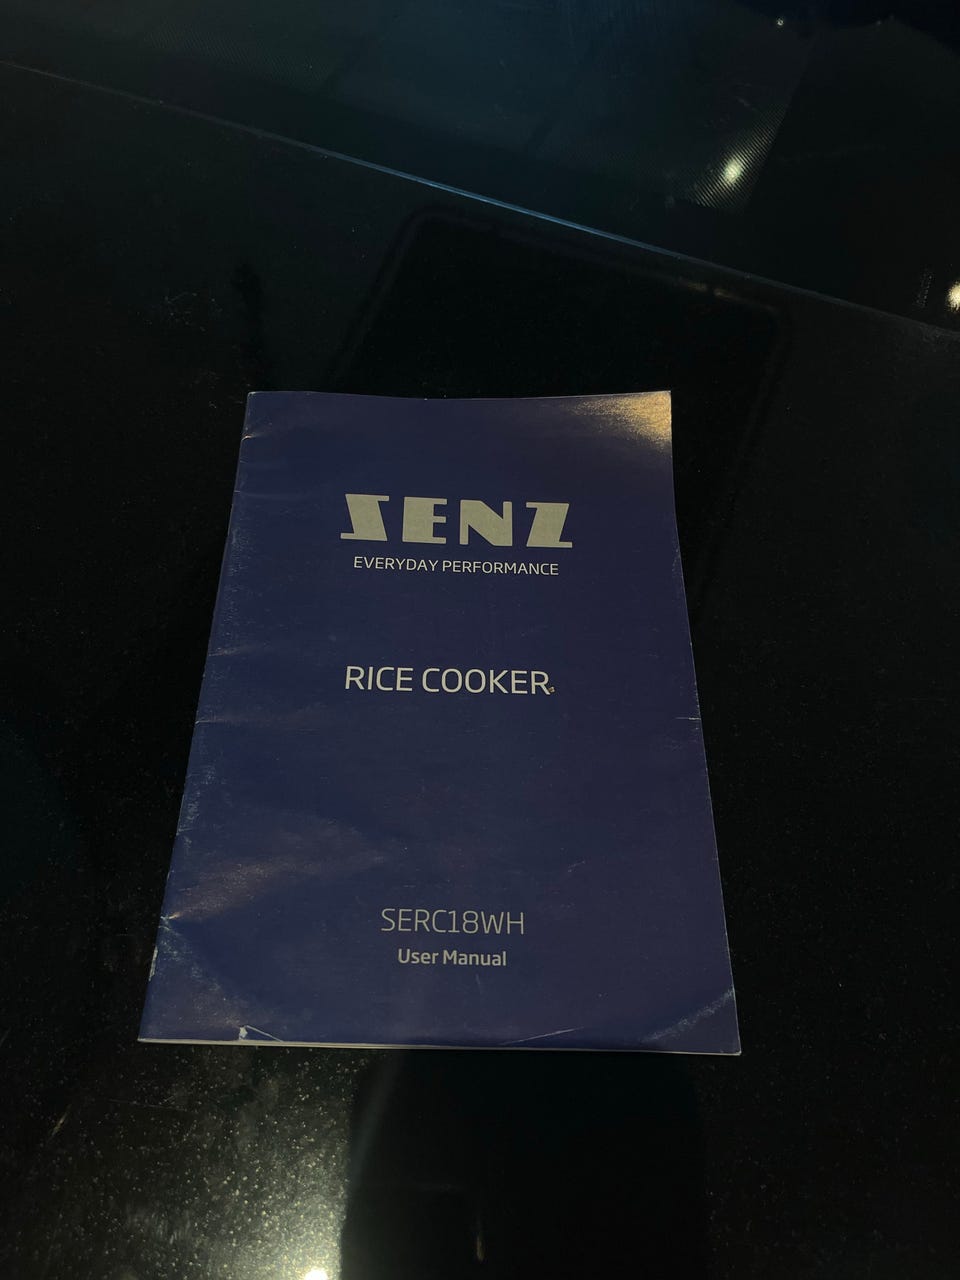 SENZ
EVERYDAY PERFORMANCE
RICE COOKER
SERC18WH
User Manual